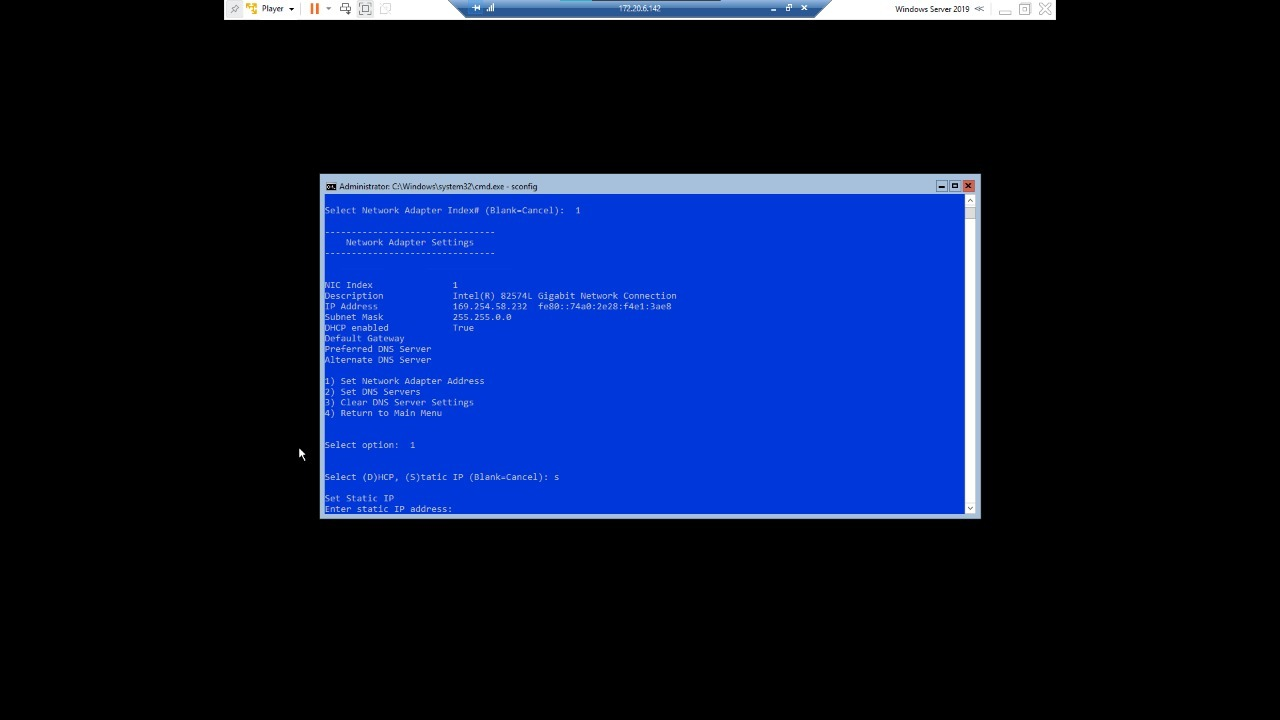 Player
172.20.6.142
Windows Server 2019
Administrator: C:\Windows\system32\cmd.exe - sconfig
Select Network Adapter Index# (Blank=Cancel):  1
--------------------------------
    Network Adapter Settings
--------------------------------
NIC Index               1
Description             Intel(R) 82574L Gigabit Network Connection
IP Address              169.254.58.232  fe80::74a0:2e28:f4e1:3ae8
Subnet Mask             255.255.0.0
DHCP enabled            True
Default Gateway
Preferred DNS Server
Alternate DNS Server
1) Set Network Adapter Address
2) Set DNS Servers
3) Clear DNS Server Settings
4) Return to Main Menu
Select option:  1
Select (D)HCP, (S)tatic IP (Blank=Cancel): s
Set Static IP
Enter static IP address: